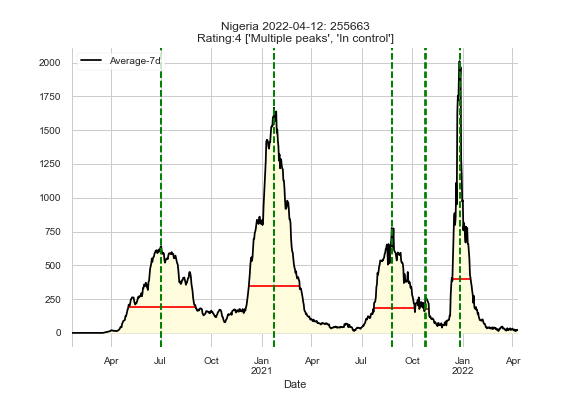 Nigeria 2022-04-12: 255663
Rating:4 ['Multiple peaks', 'In control']
Average-7d
2000
1750
1500
1250
1000
750
500
250
0
Apr Jul Oct Jan Apr Jul Oct Jan Apr
2021 2022
Date